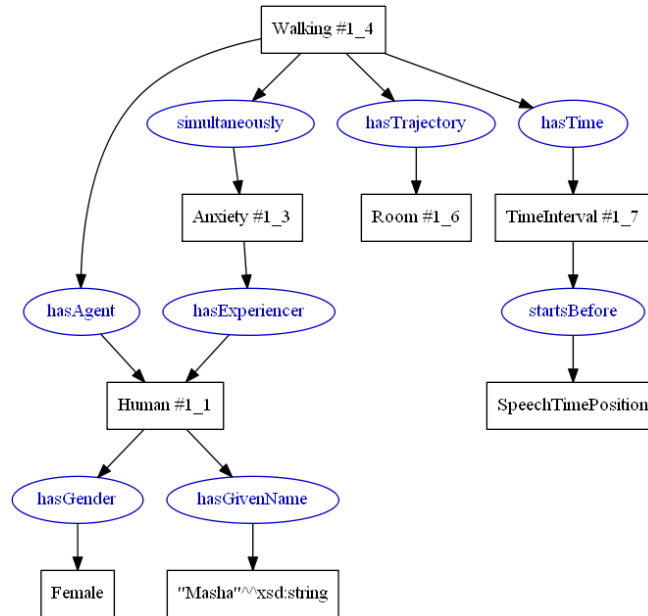 Walking #1_4
simultaneously
hasTrajectory
hasTime
Anxiety #1_3
Room #1_6
TimeInterval #1_7
hasAgent
hasExperiencer
startsBefore
Human #1_1
SpeechTimePosition
hasGender
hasGivenName
Female
"Masha"^^xsd:string